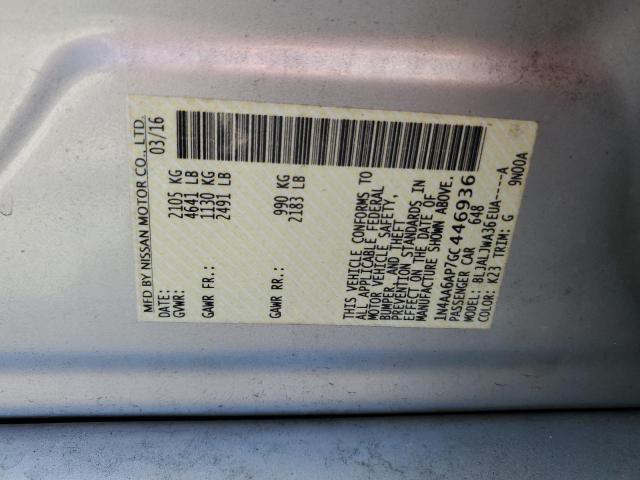 MFD BY NISSAN MOTOR CO., LTD.
DATE: 03/16
GVWR: 2105 KG
4641 LB
GAWR FR.: 1130 KG
2491 LB
GAWR RR.: 990 KG
2183 LB
THIS VEHICLE CONFORMS TO
ALL APPLICABLE FEDERAL
MOTOR VEHICLE SAFETY,
BUMPER, AND THEFT
PREVENTION STANDARDS IN
EFFECT ON THE DATE OF
MANUFACTURE SHOWN ABOVE.
1N4AA6AP7GC446936
PASSENGER CAR 648
MODEL: BLJALJWA36EUA----A
COLOR: K23 TRIM: G 9N00A